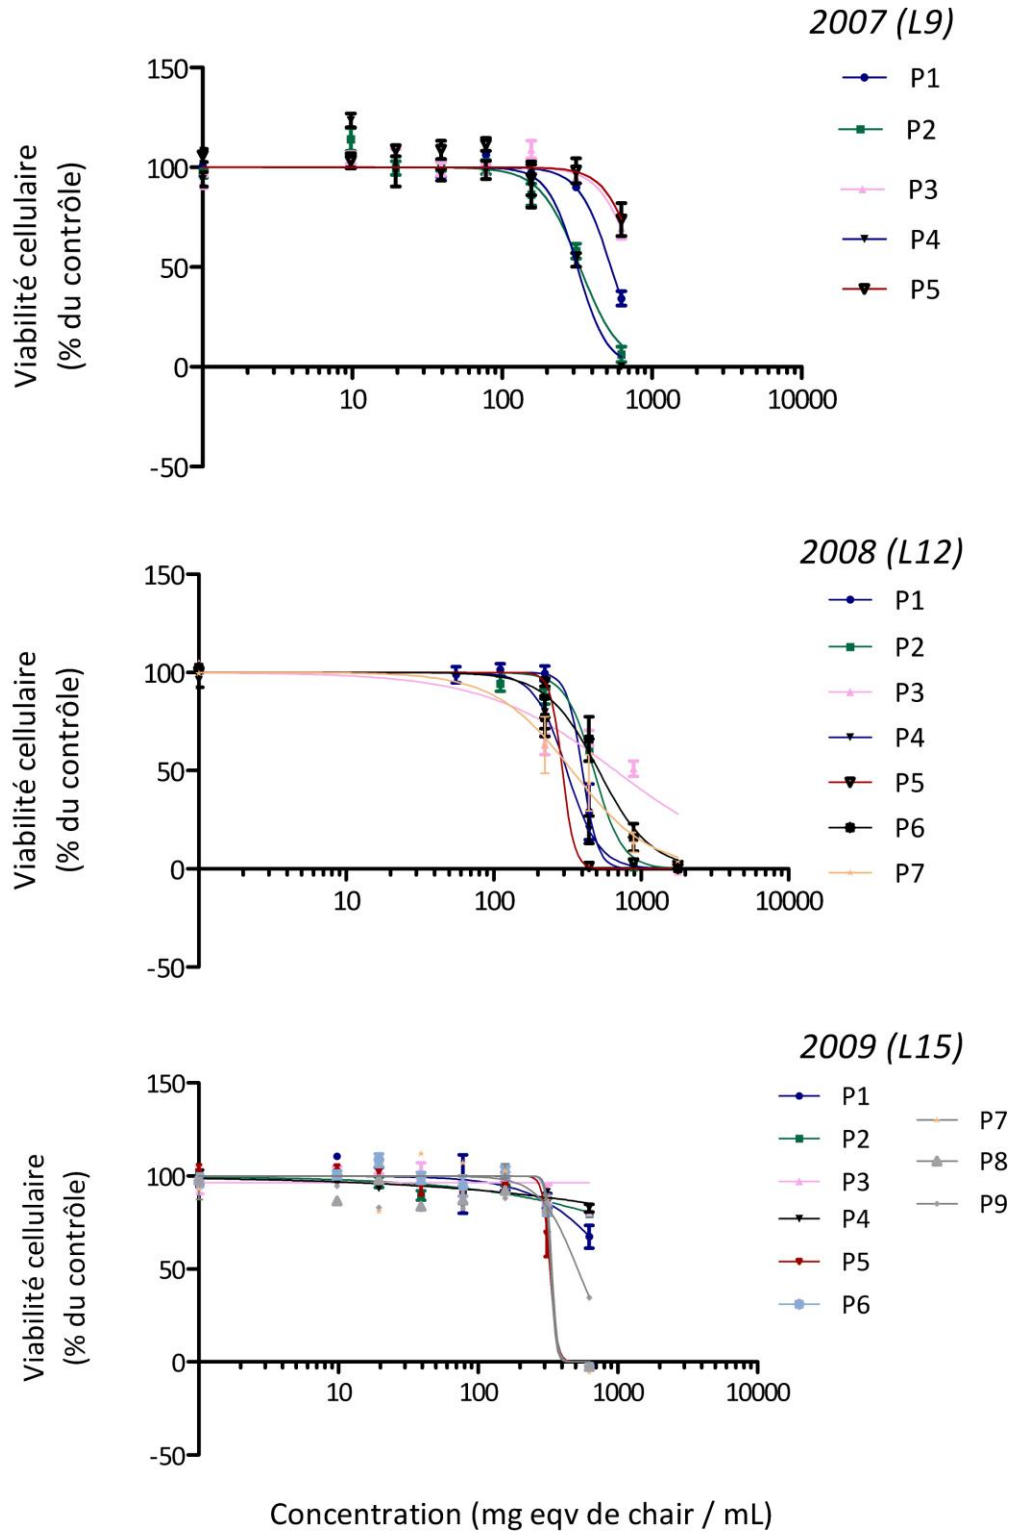 2007 (L9)
P1
P2
P3
P4
P5
Viabilité cellulaire
(% du contrôle)
150
100
50
0
-50
10
100
1000
10000
2008 (L12)
P1
P2
P3
P4
P5
P6
P7
Viabilité cellulaire
(% du contrôle)
150
100
50
0
-50
10
100
1000
10000
2009 (L15)
P1
P2
P3
P4
P5
P6
P7
P8
P9
Viabilité cellulaire
(% du contrôle)
150
100
50
0
-50
10
100
1000
10000
Concentration (mg eqv de chair / mL)